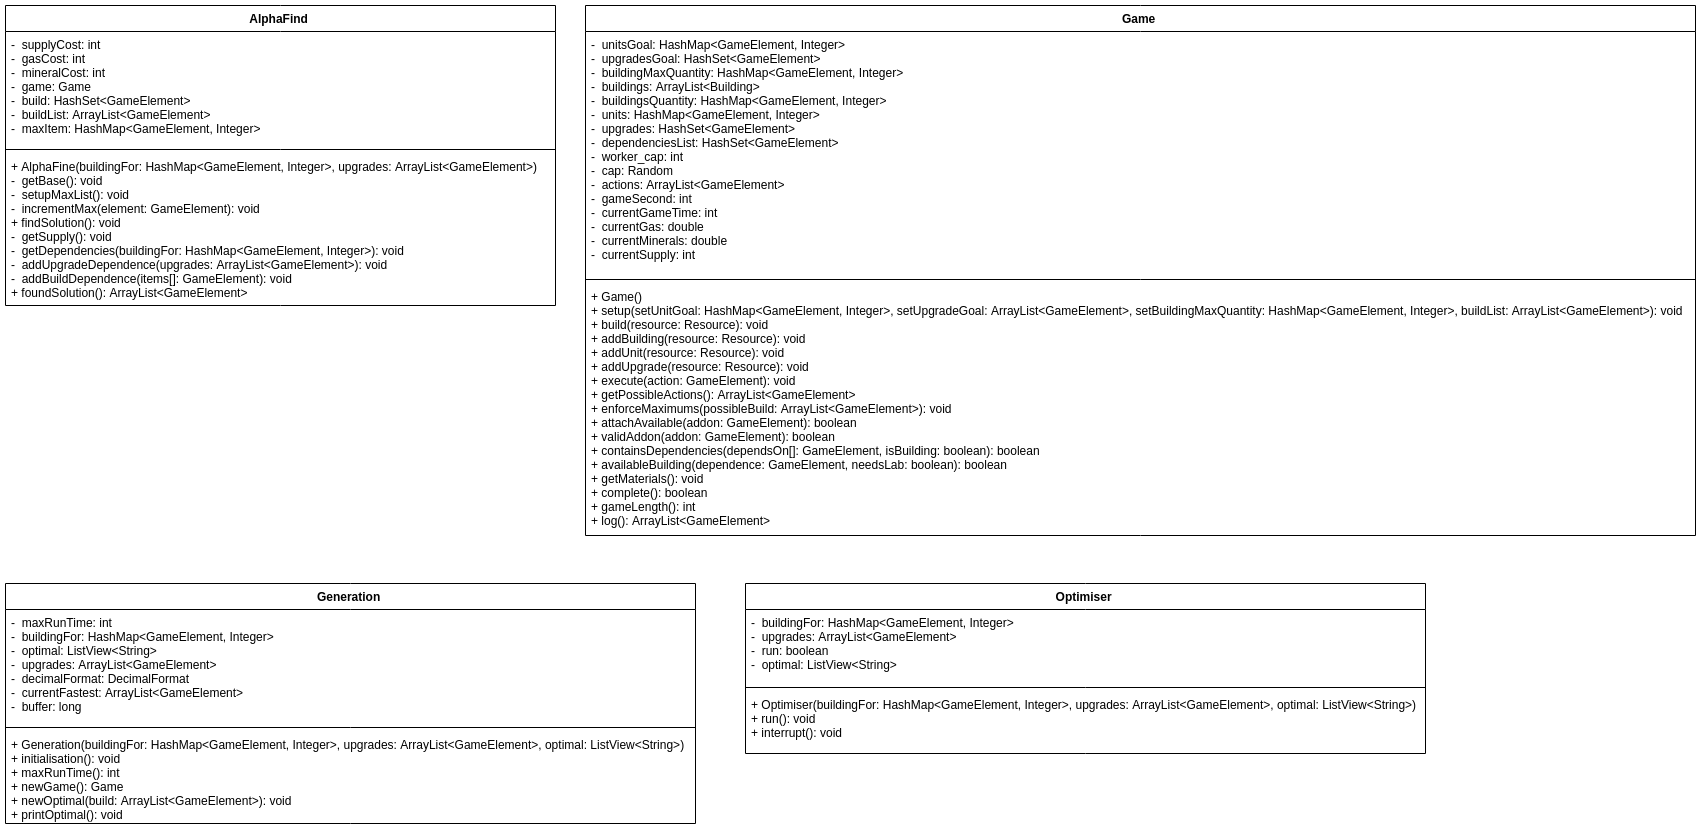 AlphaFind
- supplyCost: int
- gasCost: int
- mineralCost: int
- game: Game
- build: HashSet<GameElement>
- buildList: ArrayList<GameElement>
- maxItem: HashMap<GameElement, Integer>
+ AlphaFine(buildingFor: HashMap<GameElement, Integer>, upgrades: ArrayList<GameElement>)
- getBase(): void
- setupMaxList(): void
- incrementMax(element: GameElement): void
+ findSolution(): void
- getSupply(): void
- getDependencies(buildingFor: HashMap<GameElement, Integer>): void
- addUpgradeDependence(upgrades: ArrayList<GameElement>): void
- addBuildDependence(items[]: GameElement): void
+ foundSolution(): ArrayList<GameElement>
Game
- unitsGoal: HashMap<GameElement, Integer>
- upgradesGoal: HashSet<GameElement>
- buildingMaxQuantity: HashMap<GameElement, Integer>
- buildings: ArrayList<Building>
- buildingsQuantity: HashMap<GameElement, Integer>
- units: HashMap<GameElement, Integer>
- upgrades: HashSet<GameElement>
- dependenciesList: HashSet<GameElement>
- worker_cap: int
- cap: Random
- actions: ArrayList<GameElement>
- gameSecond: int
- currentGameTime: int
- currentGas: double
- currentMinerals: double
- currentSupply: int
+ Game()
+ setup(setUnitGoal: HashMap<GameElement, Integer>, setUpgradeGoal: ArrayList<GameElement>, setBuildingMaxQuantity: HashMap<GameElement, Integer>, buildList: ArrayList<GameElement>): void
+ build(resource: Resource): void
+ addBuilding(resource: Resource): void
+ addUnit(resource: Resource): void
+ addUpgrade(resource: Resource): void
+ execute(action: GameElement): void
+ getPossibleActions(): ArrayList<GameElement>
+ enforceMaximums(possibleBuild: ArrayList<GameElement>): void
+ attachAvailable(addon: GameElement): boolean
+ validAddon(addon: GameElement): boolean
+ containsDependencies(dependsOn[]: GameElement, isBuilding: boolean): boolean
+ availableBuilding(dependence: GameElement, needsLab: boolean): boolean
+ getMaterials(): void
+ complete(): boolean
+ gameLength(): int
+ log(): ArrayList<GameElement>
Generation
- maxRunTime: int
- buildingFor: HashMap<GameElement, Integer>
- optimal: ListView<String>
- upgrades: ArrayList<GameElement>
- decimalFormat: DecimalFormat
- currentFastest: ArrayList<GameElement>
- buffer: long
+ Generation(buildingFor: HashMap<GameElement, Integer>, upgrades: ArrayList<GameElement>, optimal: ListView<String>)
+ initialisation(): void
+ maxRunTime(): int
+ newGame(): Game
+ newOptimal(build: ArrayList<GameElement>): void
+ printOptimal(): void
Optimiser
- buildingFor: HashMap<GameElement, Integer>
- upgrades: ArrayList<GameElement>
- run: boolean
- optimal: ListView<String>
+ Optimiser(buildingFor: HashMap<GameElement, Integer>, upgrades: ArrayList<GameElement>, optimal: ListView<String>)
+ run(): void
+ interrupt(): void